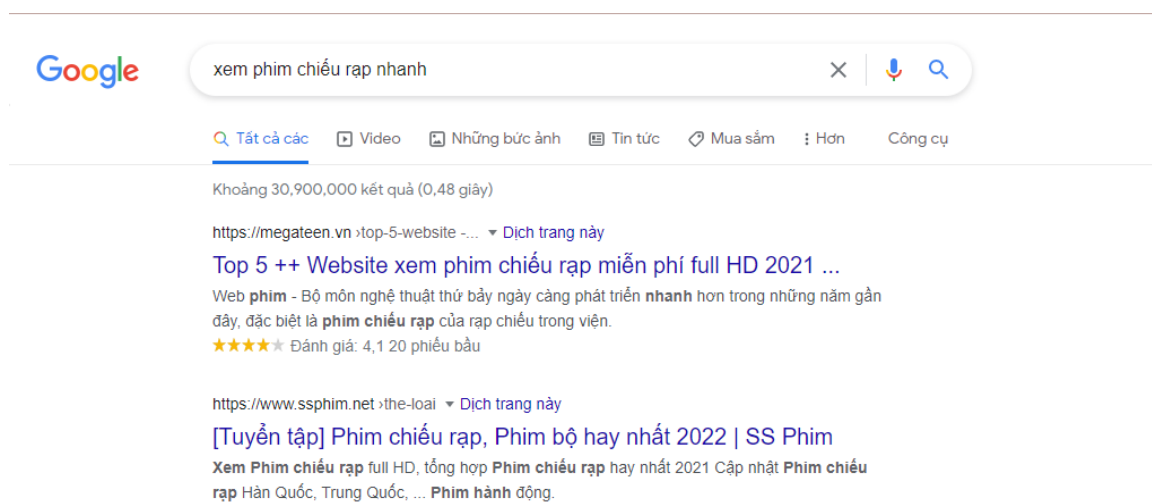 Google
xem phim chiếu rạp nhanh
Tất cả các Video Những bức ảnh Tin tức Mua sắm Hơn Công cụ
Khoảng 30,900,000 kết quả (0,48 giây)
https://megateen.vn ›top-5-website -... Dịch trang này
Top 5 ++ Website xem phim chiếu rạp miễn phí full HD 2021 ...
Web phim - Bộ môn nghệ thuật thứ bảy ngày càng phát triển nhanh hơn trong những năm gần
đây, đặc biệt là phim chiếu rạp của rạp chiếu trong viện.
Đánh giá: 4,1 20 phiếu bầu
https://www.ssphim.net ›the-loai Dịch trang này
[Tuyển tập] Phim chiếu rạp, Phim bộ hay nhất 2022 | SS Phim
Xem Phim chiếu rạp full HD, tổng hợp Phim chiếu rạp hay nhất 2021 Cập nhật Phim chiếu
rạp Hàn Quốc, Trung Quốc, ... Phim hành động.